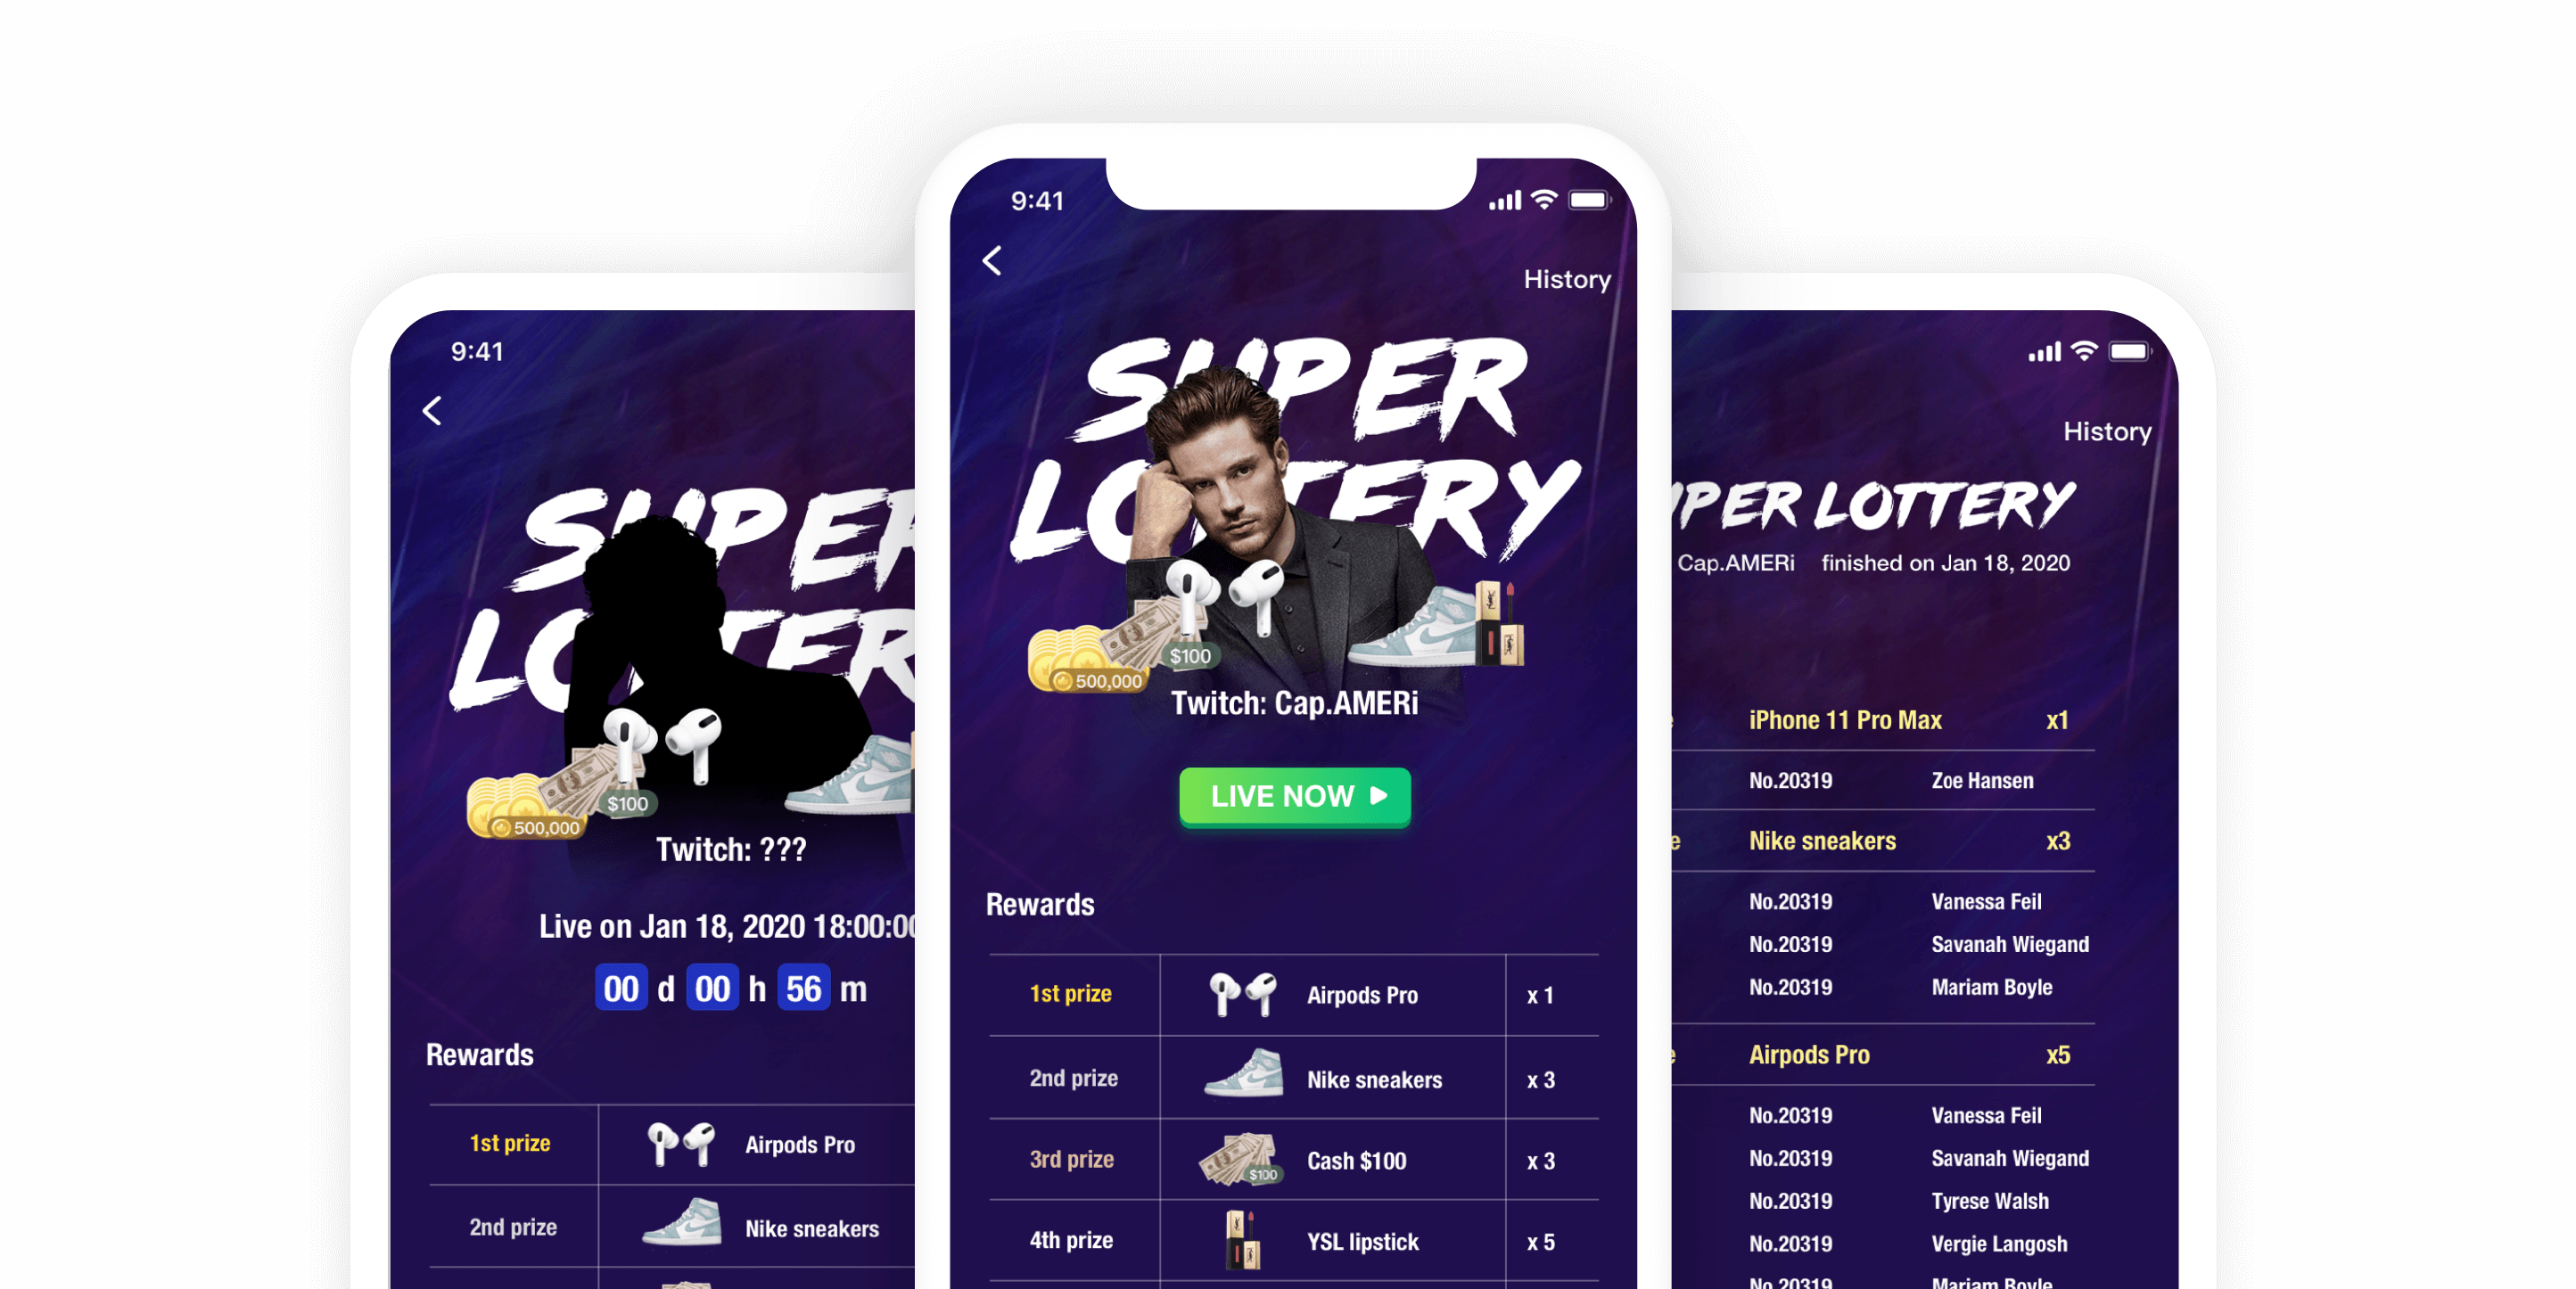 9:41
History
SUPER
LOTTERY
$100
500,000
Twitch: Cap.AMERi
LIVE NOW
Rewards
1st prize Airpods Pro x 1
2nd prize Nike sneakers x 3
$100
3rd prize Cash $100 x 3
4th prize YSL lipstick x 5
9:41
SUPER
LOTTER
$100
500,000
Twitch: ???
Live on Jan 18, 2020 18:00:00
00 d 00 h 56 m
Rewards
1st prize Airpods Pro
2nd prize Nike sneakers
History
UPER LOTTERY
Cap.AMERi finished on Jan 18, 2020
iPhone 11 Pro Max x1
No.20319 Zoe Hansen
e Nike sneakers x3
No.20319 Vanessa Feil
No.20319 Savanah Wiegand
No.20319 Mariam Boyle
e Airpods Pro x5
No.20319 Vanessa Feil
No.20319 Savanah Wiegand
No.20319 Tyrese Walsh
No.20319 Vergie Langosh
No.20319 Mariam Boyle